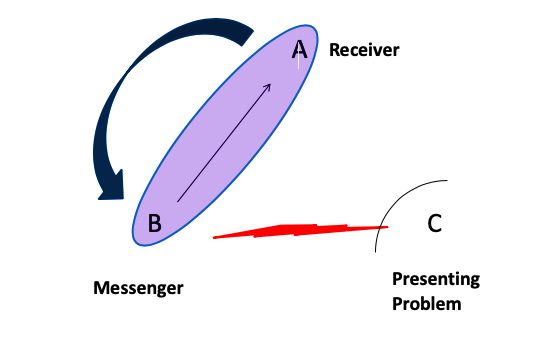 A
Receiver
B
C
Messenger
Presenting
Problem